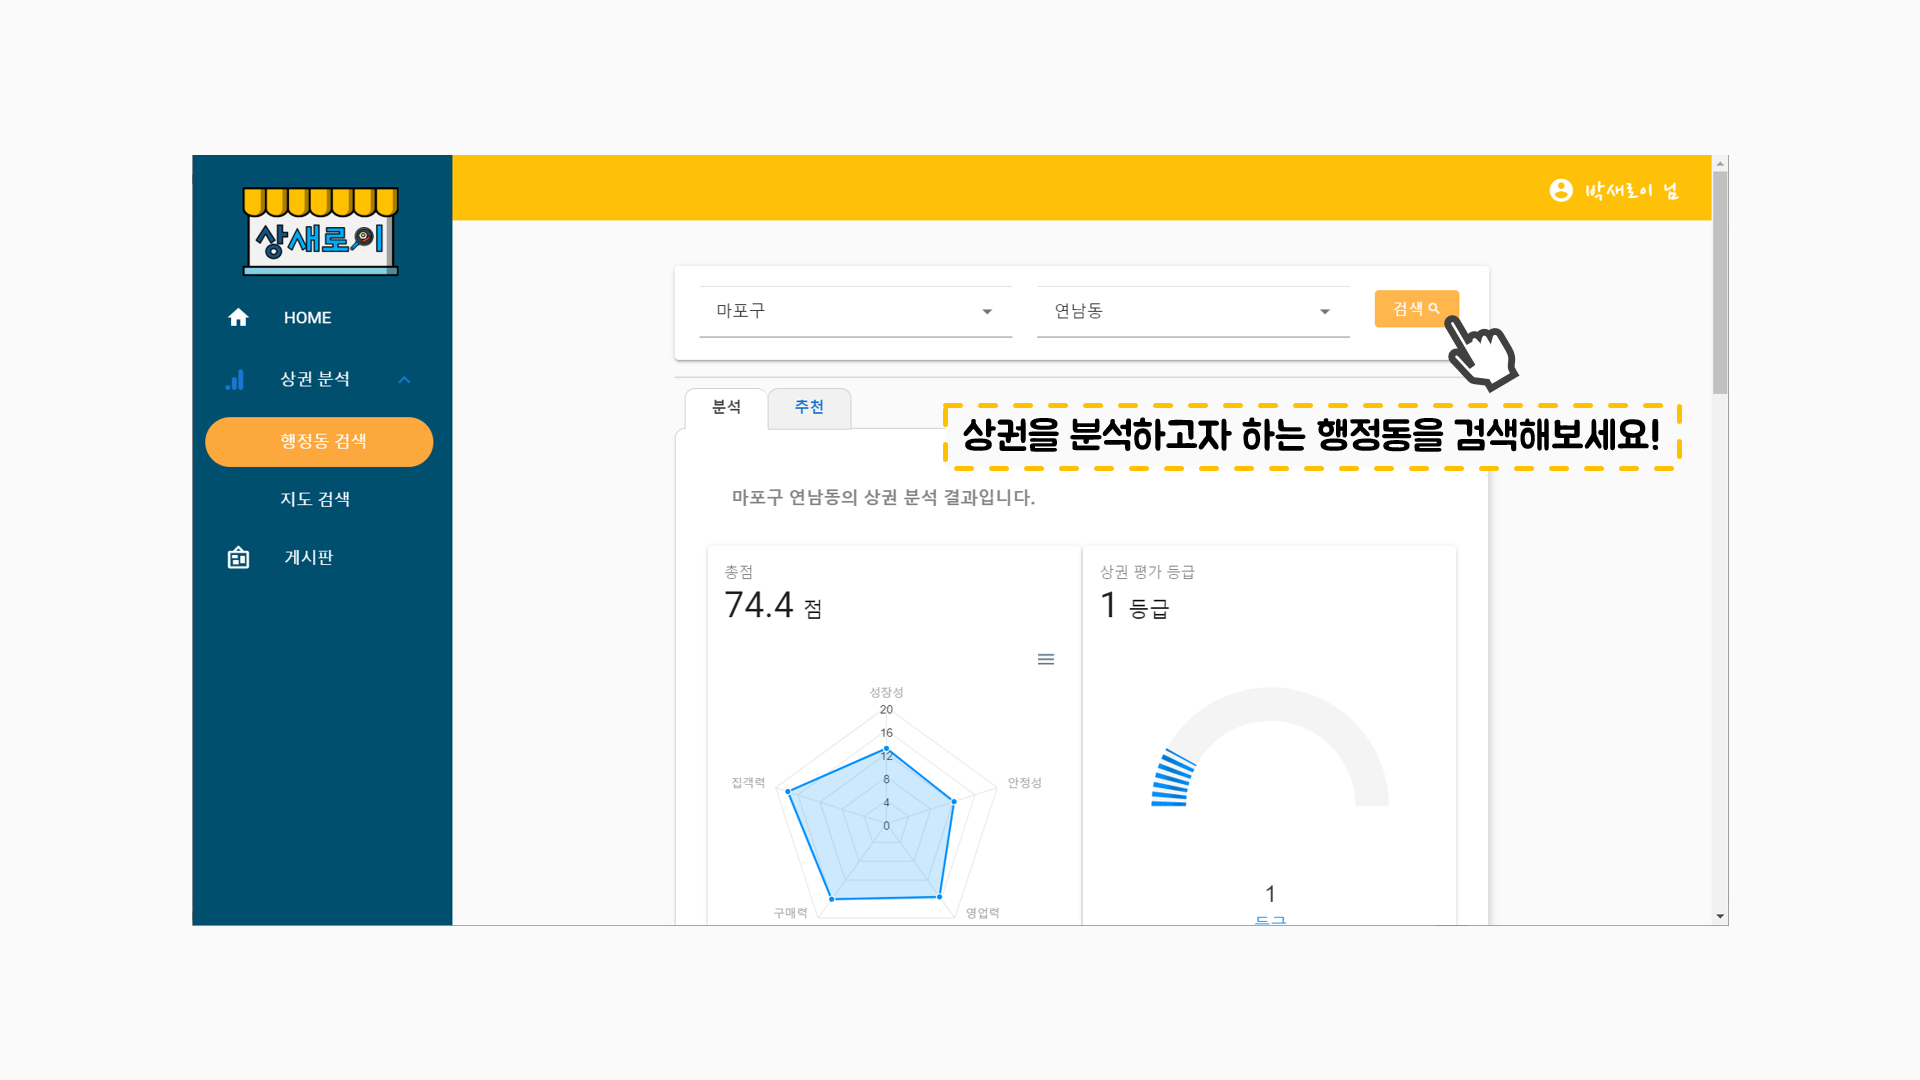 상새로이
박새로이 님
HOME
상권 분석
행정동 검색
지도 검색
게시판
마포구
연남동
검색
분석
추천
상권을 분석하고자 하는 행정동을 검색해보세요!
마포구 연남동의 상권 분석 결과입니다.
총점
74.4 점
상권 평가 등급
1 등급
성장성
20
16
12
8
4
0
집객력
안정성
구매력
영업력
1
등급